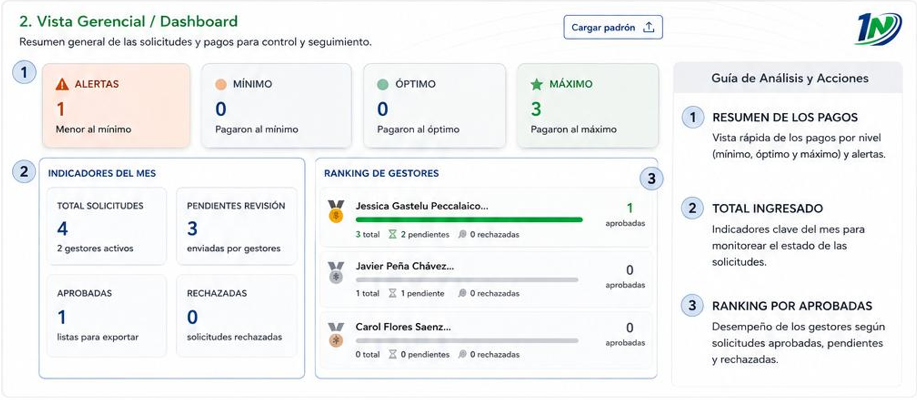 2. Vista Gerencial / Dashboard
Resumen general de las solicitudes y pagos para control y seguimiento.
Cargar padrón
1N
1
ALERTAS
1
Menor al mínimo
MÍNIMO
0
Pagaron al mínimo
ÓPTIMO
0
Pagaron al óptimo
MÁXIMO
3
Pagaron al máximo
2
INDICADORES DEL MES
TOTAL SOLICITUDES
4
2 gestores activos
PENDIENTES REVISIÓN
3
enviadas por gestores
APROBADAS
1
listas para exportar
RECHAZADAS
0
solicitudes rechazadas
RANKING DE GESTORES
3
Jessica Gastelu Peccalaico...
1
aprobadas
3 total 2 pendientes 0 rechazadas
Javier Peña Chávez...
0
aprobadas
1 total 1 pendiente 0 rechazadas
Carol Flores Saenz...
0
aprobadas
0 total 0 pendientes 0 rechazadas
Guía de Análisis y Acciones
1 RESUMEN DE LOS PAGOS
Vista rápida de los pagos por nivel
(mínimo, óptimo y máximo) y alertas.
2 TOTAL INGRESADO
Indicadores clave del mes para
monitorear el estado de las
solicitudes.
3 RANKING POR APROBADAS
Desempeño de los gestores según
solicitudes aprobadas, pendientes
y rechazadas.